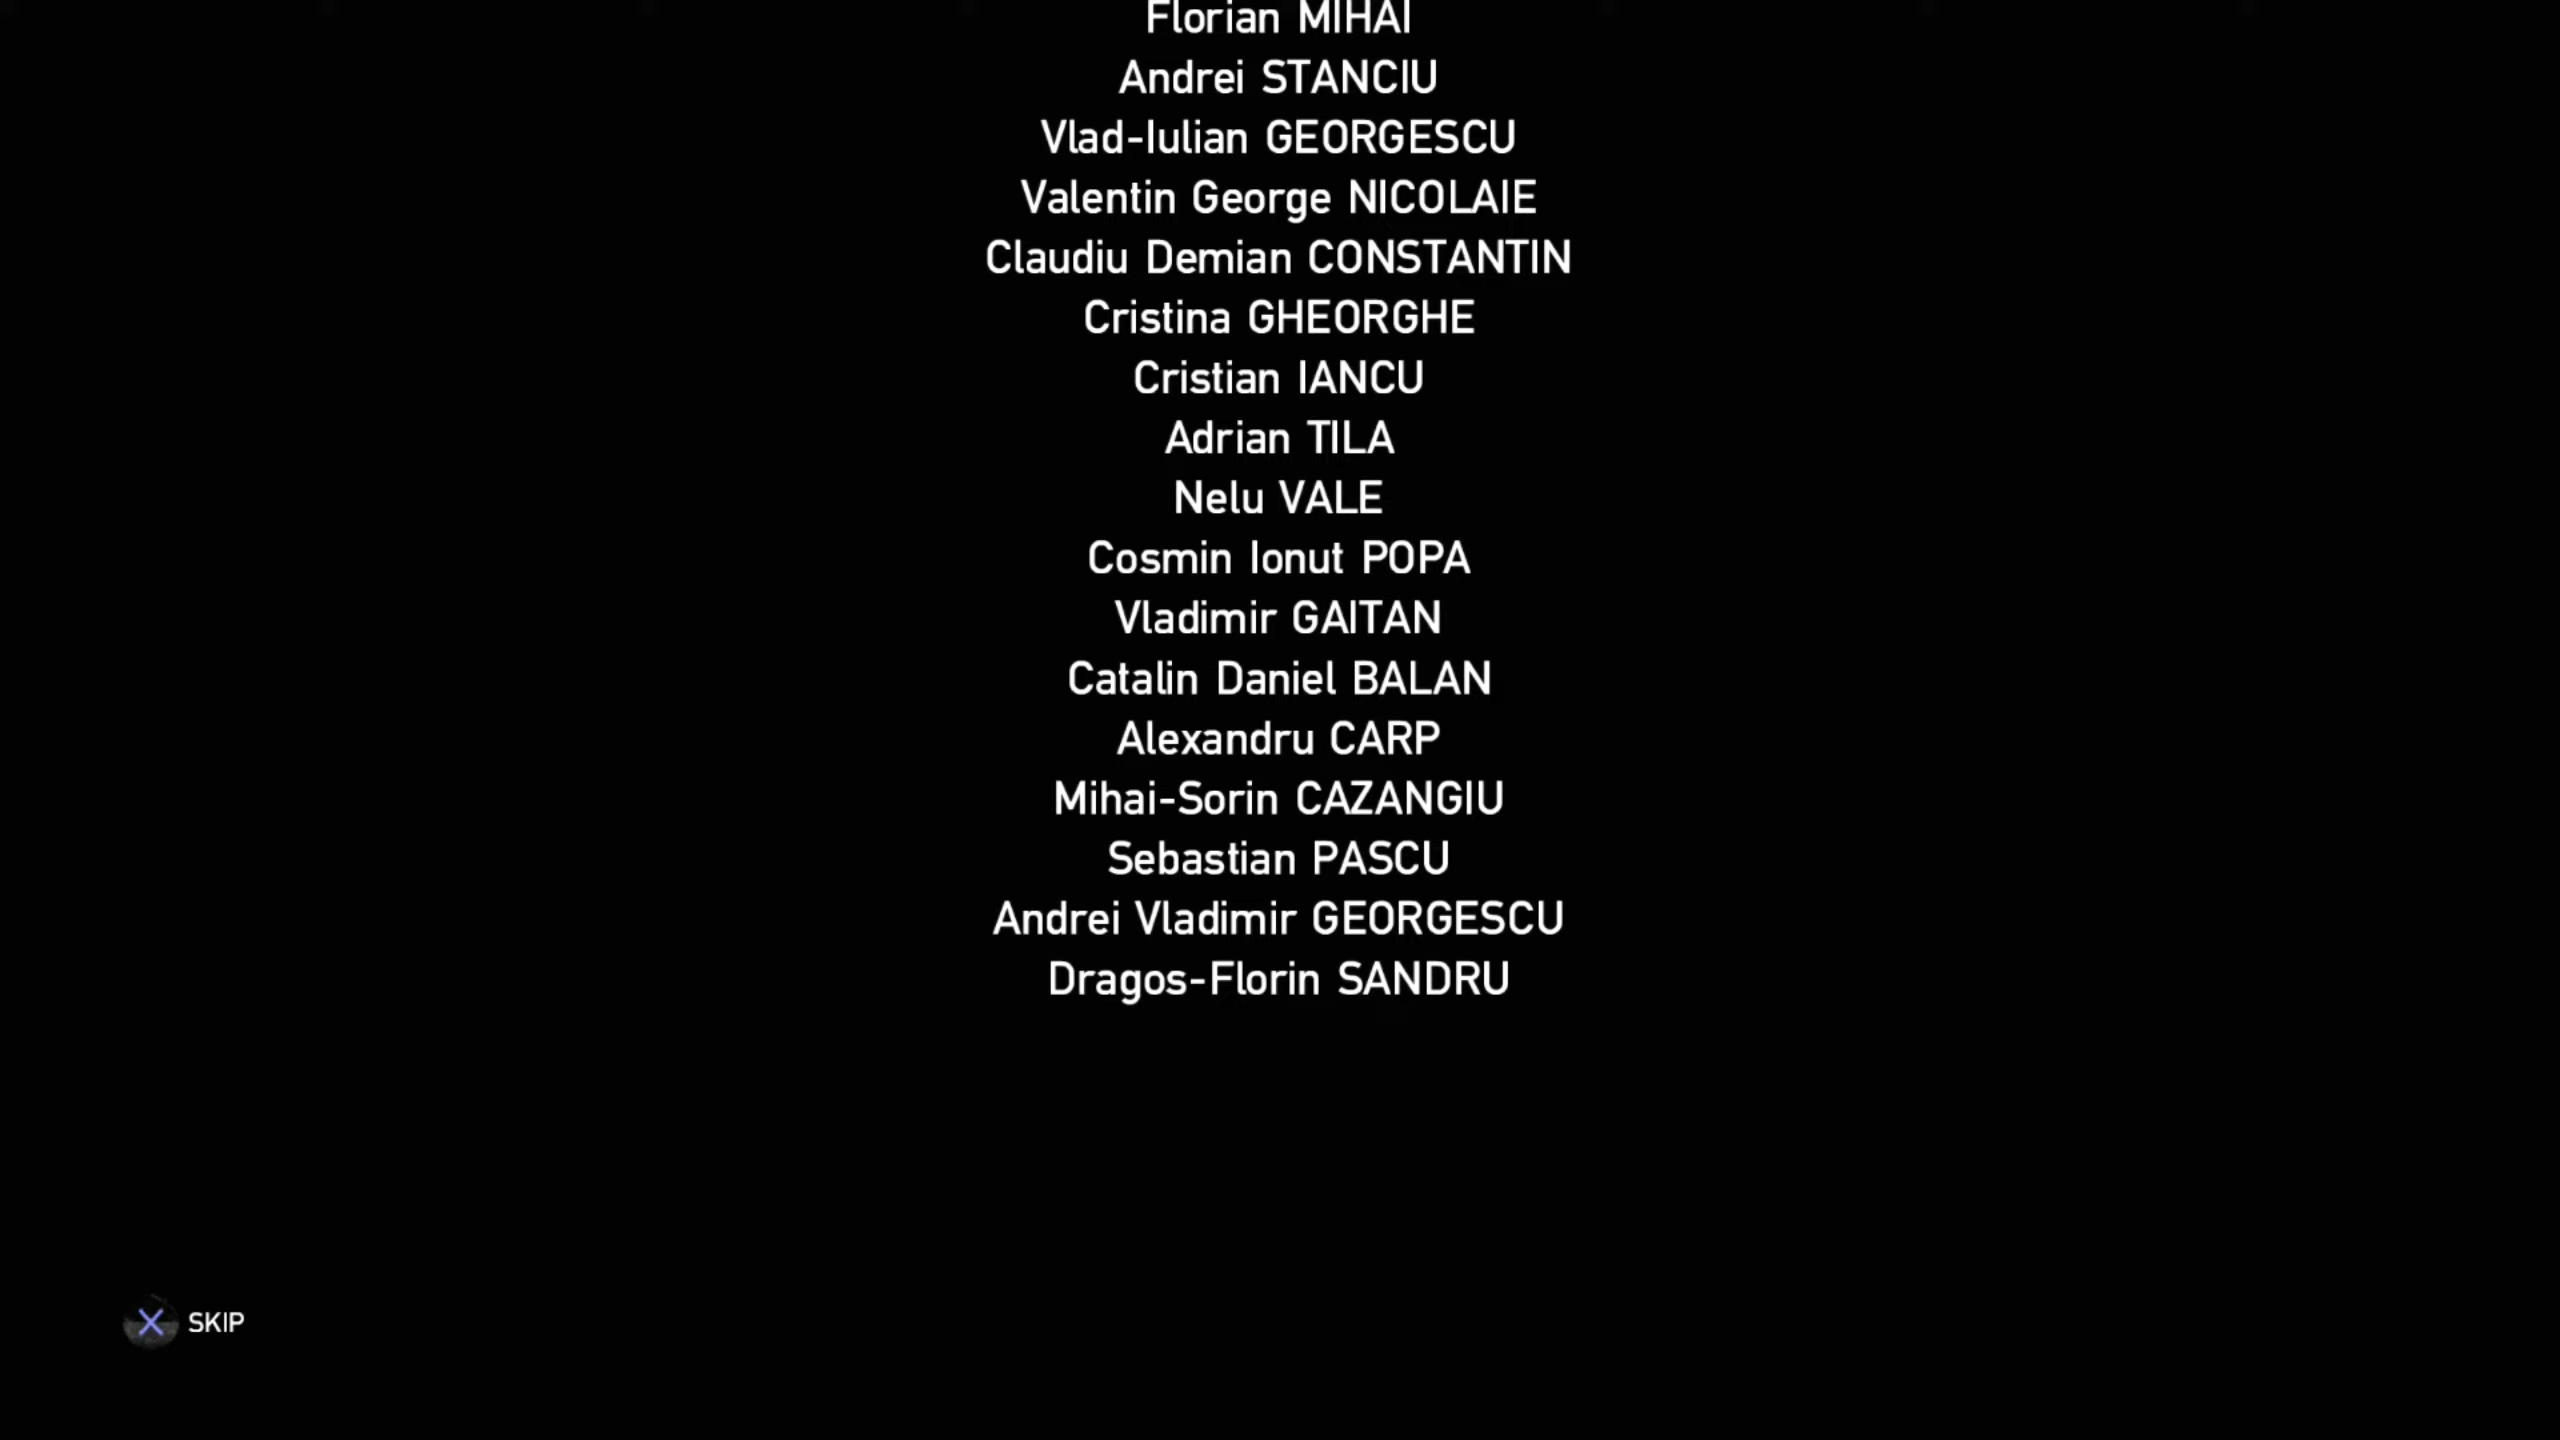 Florian MIHAI
Andrei STANCIU
Vlad-Iulian GEORGESCU
Valentin George NICOLAIE
Claudiu Demian CONSTANTIN
Cristina GHEORGHE
Cristian IANCU
Adrian TILA
Nelu VALE
Cosmin Ionut POPA
Vladimir GAITAN
Catalin Daniel BALAN
Alexandru CARP
Mihai-Sorin CAZANGIU
Sebastian PASCU
Andrei Vladimir GEORGESCU
Dragos-Florin SANDRU
SKIP